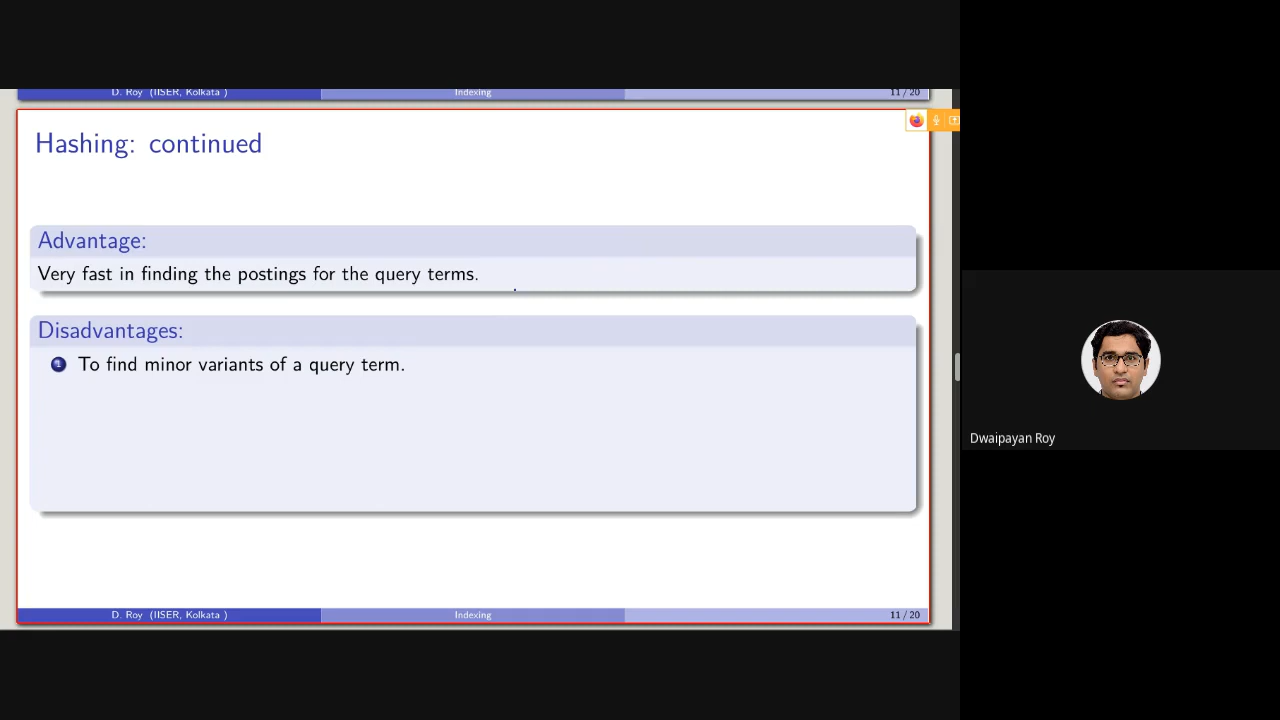 D. Roy (IISER, Kolkata ) Indexing 11 / 20
Hashing: continued
Advantage:
Very fast in finding the postings for the query terms.
Disadvantages:
1 To find minor variants of a query term.
D. Roy (IISER, Kolkata ) Indexing 11 / 20
Dwaipayan Roy